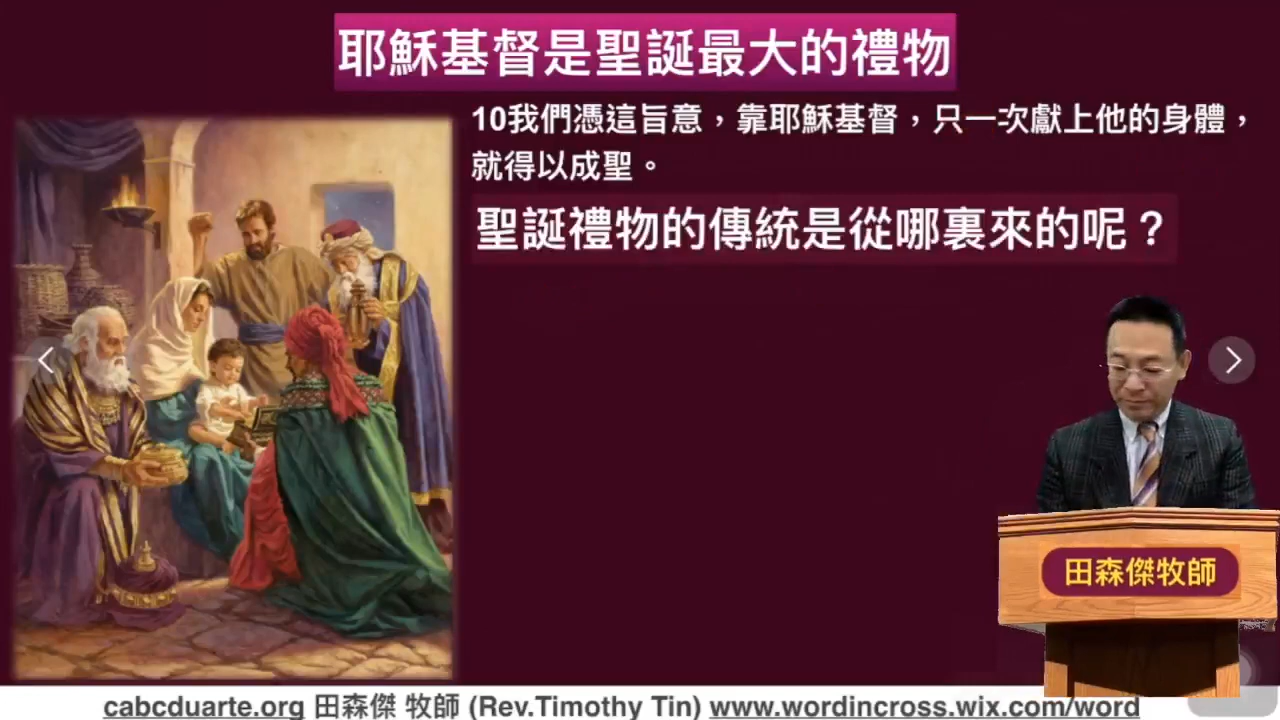 耶穌基督是聖誕最大的禮物
10我們憑這旨意，靠耶穌基督，只一次獻上他的身體，
就得以成聖。
聖誕禮物的傳統是從哪裏來的呢？
田森傑牧師
cabcduarte.org 田森傑 牧師 (Rev.Timothy Tin) www.wordincross.wix.com/word